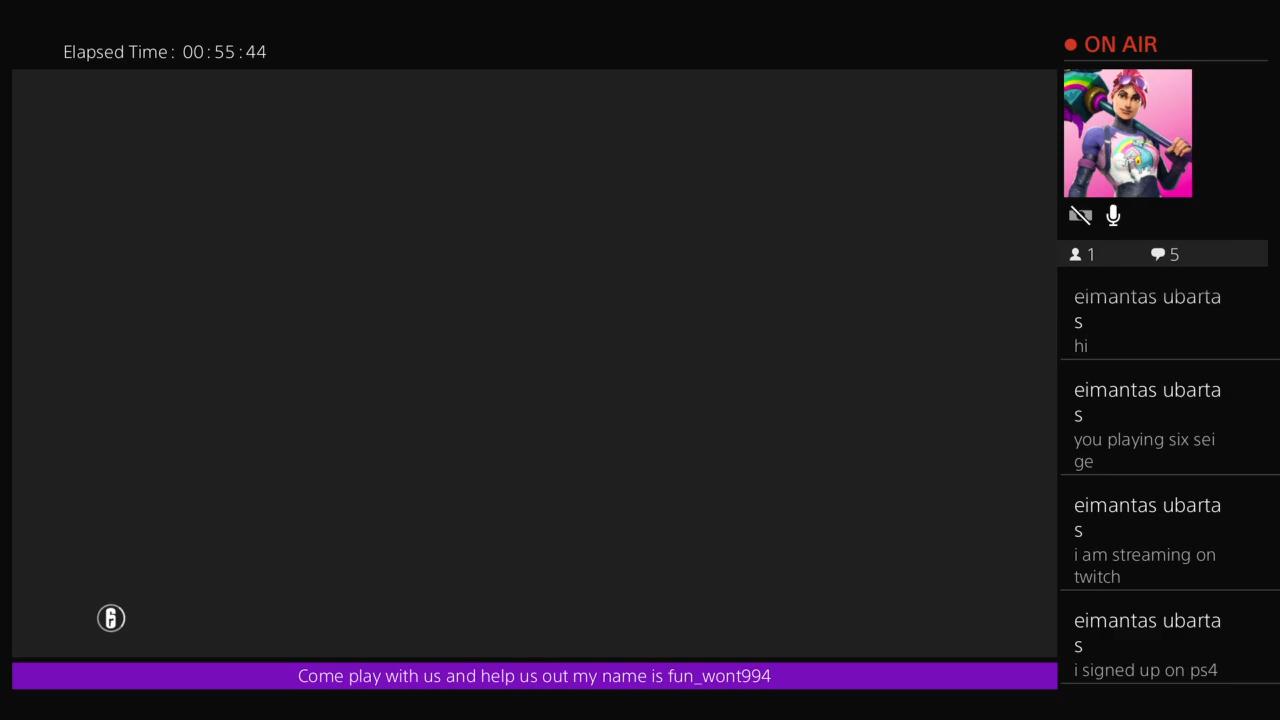 Elapsed Time: 00:55:44
ON AIR
1 5
eimantas ubarta
s
hi
eimantas ubarta
s
you playing six sei
ge
eimantas ubarta
s
i am streaming on
twitch
eimantas ubarta
s
i signed up on ps4
6
Come play with us and help us out my name is fun_wont994